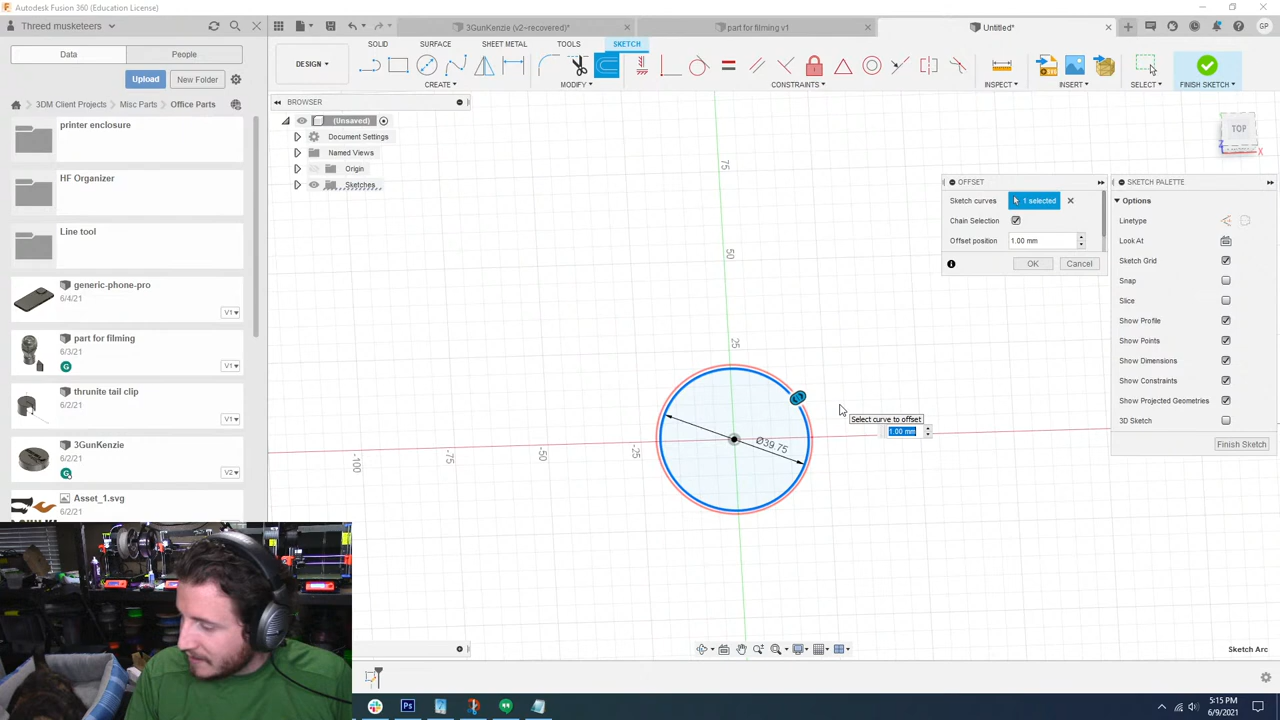 Autodesk Fusion 360 (Education License)
Threed musketeers
3GunKenzie (v2~recovered)*
part for filming v1
Untitled*
GP
Data
People
SOLID
SURFACE
SHEET METAL
TOOLS
SKETCH
DESIGN
Upload
New Folder
CREATE
MODIFY
CONSTRAINTS
INSPECT
INSERT
SELECT
FINISH SKETCH
3DM Client Projects
Misc Parts
Office Parts
BROWSER
(Unsaved)
Document Settings
Named Views
Origin
Sketches
printer enclosure
HF Organizer
Line tool
generic-phone-pro
6/4/21
V1
part for filming
6/3/21
G
V1
thrunite tail clip
6/2/21
V1
3GunKenzie
6/2/21
G
V2
Asset_1.svg
6/2/21
75
50
25
-25
-50
-75
-100
Ø39.75
TOP
Z
X
OFFSET
Sketch curves
1 selected
Chain Selection
Offset position
1.00 mm
OK
Cancel
SKETCH PALETTE
Options
Linetype
Look At
Sketch Grid
Snap
Slice
Show Profile
Show Points
Show Dimensions
Show Constraints
Show Projected Geometries
3D Sketch
Finish Sketch
Select curve to offset
1.00 mm
Sketch Arc
Ps
5:15 PM
6/9/2021